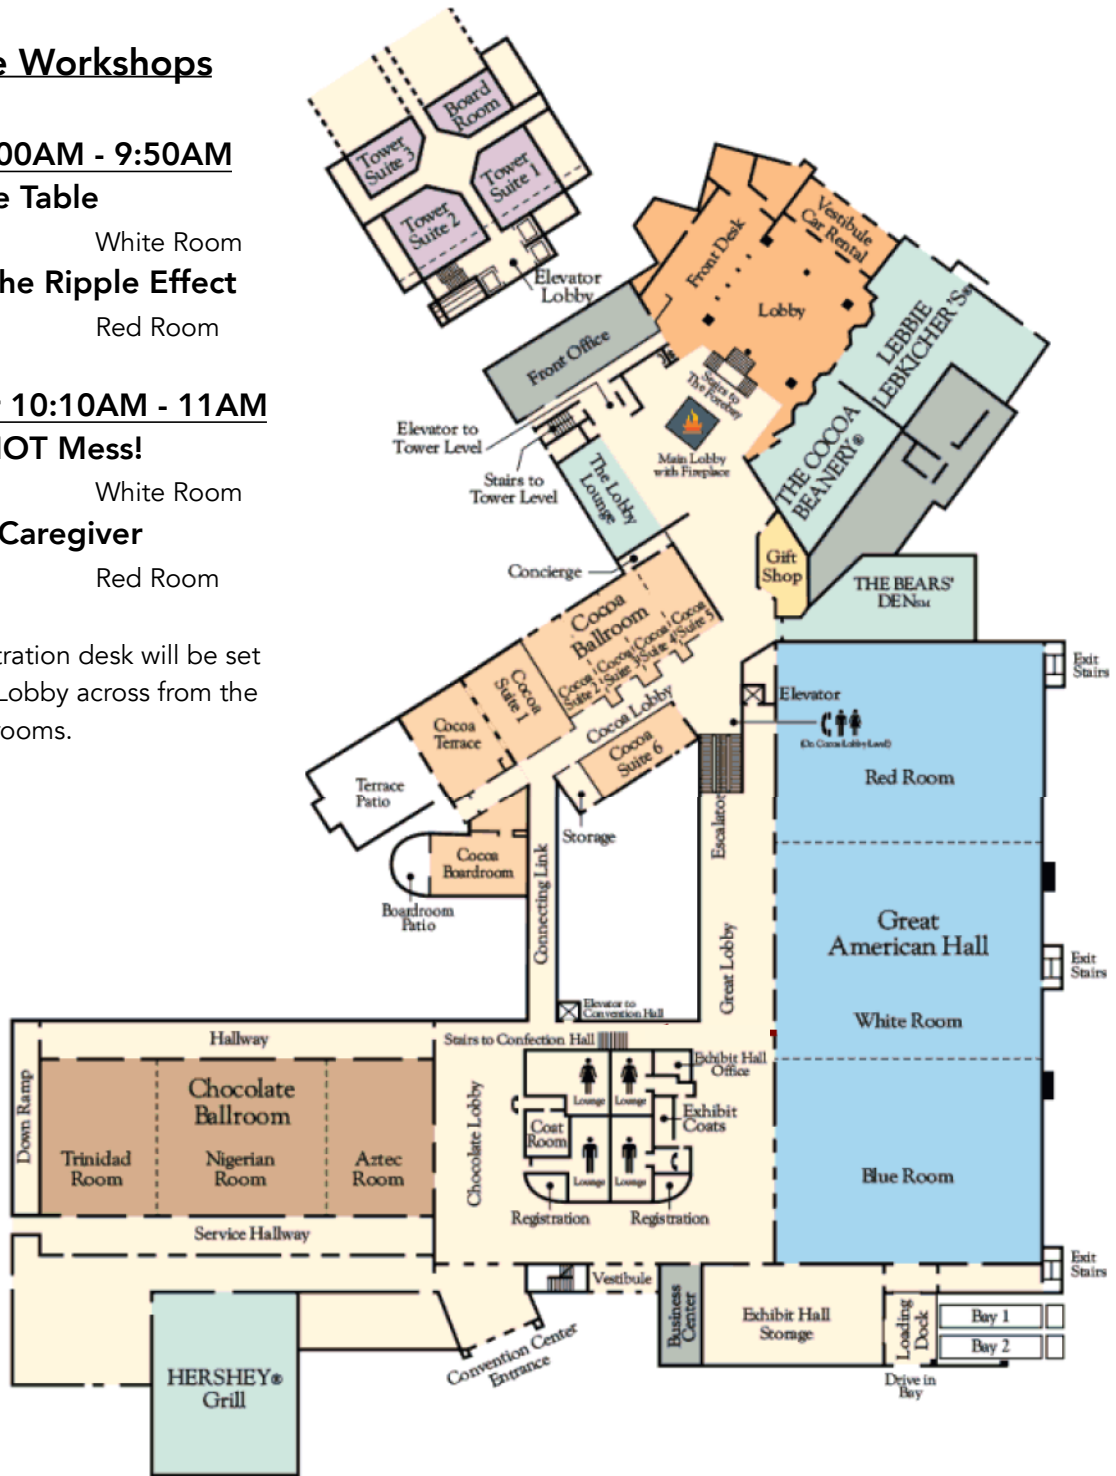 e Workshops
00AM - 9:50AM
e Table
White Room
he Ripple Effect
Red Room
10:10AM - 11AM
HOT Mess!
White Room
Caregiver
Red Room
tration desk will be set
Lobby across from the
rooms.
Board
Room
Tower
Suite 3
Tower
Suite 1
Tower
Suite 2
Elevator
Lobby
Vestibule
Car Rental
Front Desk
Lobby
LEBBIE
LEBKICHER'S®
Front Office
Stairs to
The Forebay
Elevator to
Tower Level
Main Lobby
with Fireplace
THE COCOA
BEANERY®
Stairs to
Tower Level
The Lobby
Lounge
Concierge
Gift
Shop
THE BEARS'
DEN℠
Cocoa
Ballroom
Cocoa
Suite 5
Cocoa
Suite 4
Cocoa
Suite 3
Cocoa
Suite 2
Cocoa
Suite 1
Exit
Stairs
Elevator
Cocoa Lobby
(On Cocoa Lobby Level)
Cocoa
Terrace
Cocoa
Suite 6
Red Room
Terrace
Patio
Storage
Escalator
Cocoa
Boardroom
Connecting Link
Boardroom
Patio
Great
American Hall
Great Lobby
Exit
Stairs
Elevator to
Convention Hall
White Room
Hallway
Stairs to Confection Hall
Exhibit Hall
Office
Chocolate
Ballroom
Down Ramp
Lounge
Lounge
Exhibit
Coats
Coat
Room
Chocolate Lobby
Trinidad
Room
Nigerian
Room
Aztec
Room
Lounge
Lounge
Blue Room
Registration
Registration
Service Hallway
Exit
Stairs
Vestibule
Business
Center
Exhibit Hall
Storage
Loading
Dock
Bay 1
Bay 2
Convention Center
Entrance
Drive in
Bay
HERSHEY®
Grill